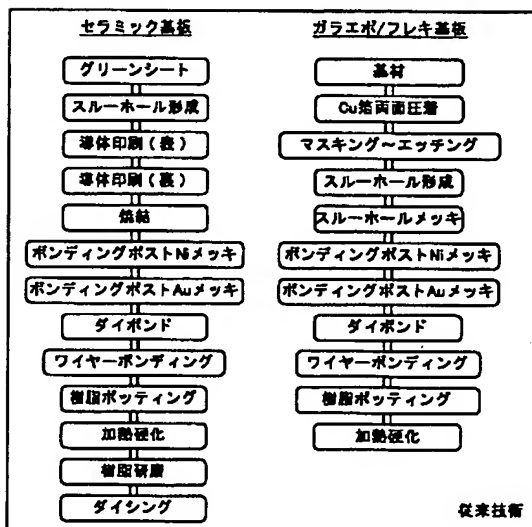 セラミック基板
グリーンシート
スルーホール形成
導体印刷(表)
導体印刷(裏)
焼結
ボンディングポストNiメッキ
ボンディングポストAuメッキ
ダイボンド
ワイヤーボンディング
樹脂ポッティング
加熱硬化
樹脂研磨
ダイシング
ガラエポ/フレキ基板
基材
Cu箔両面圧着
マスキング~エッチング
スルーホール形成
スルーホールメッキ
ボンディングポストNiメッキ
ボンディングポストAuメッキ
ダイボンド
ワイヤーボンディング
樹脂ポッティング
加熱硬化
従来技術